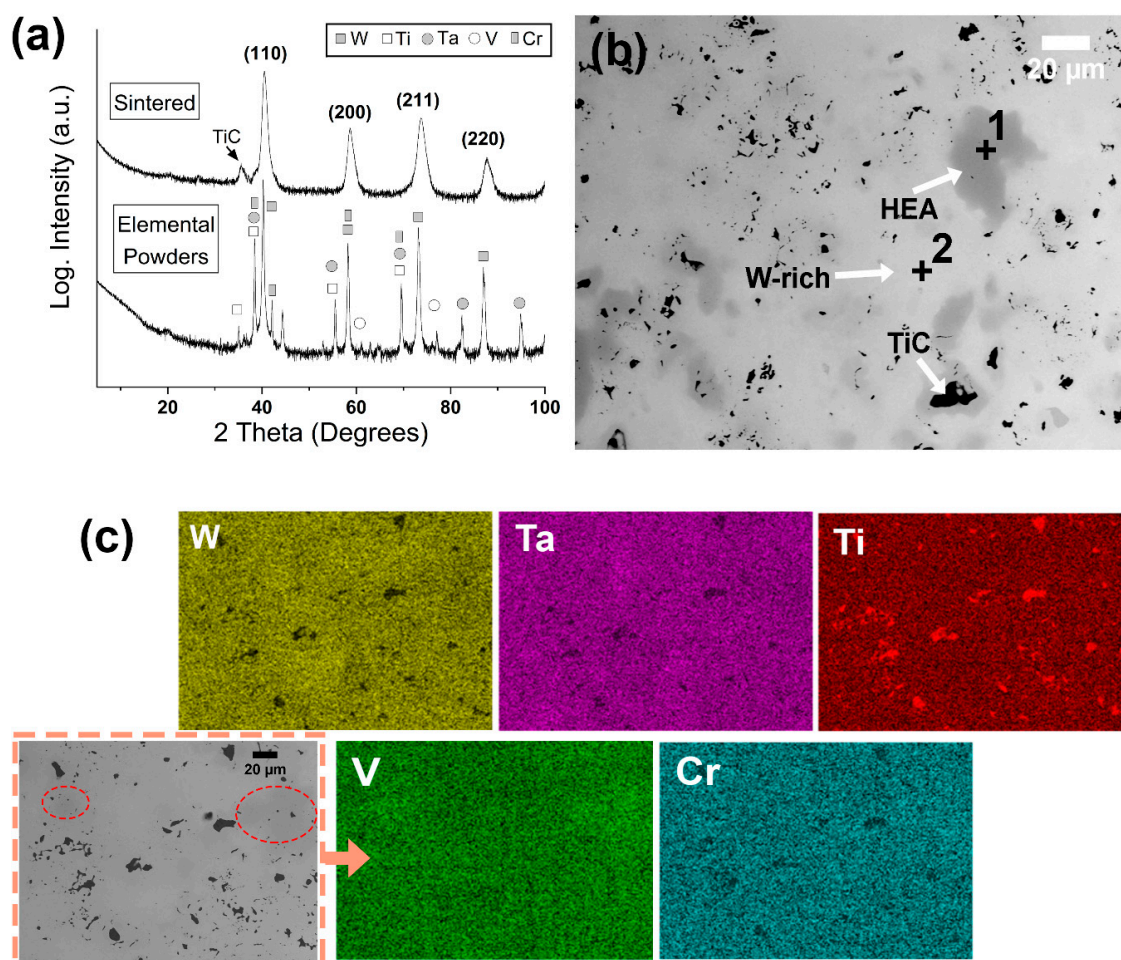 (a)
W Ti Ta V Cr
(110)
Sintered
(200)
(211)
TiC
(220)
Elemental
Powders
Log. Intensity (a.u.)
20 40 60 80 100
2 Theta (Degrees)
(b)
20 µm
1
HEA
2
W-rich
TiC
(c)
W
Ta
Ti
20 µm
V
Cr